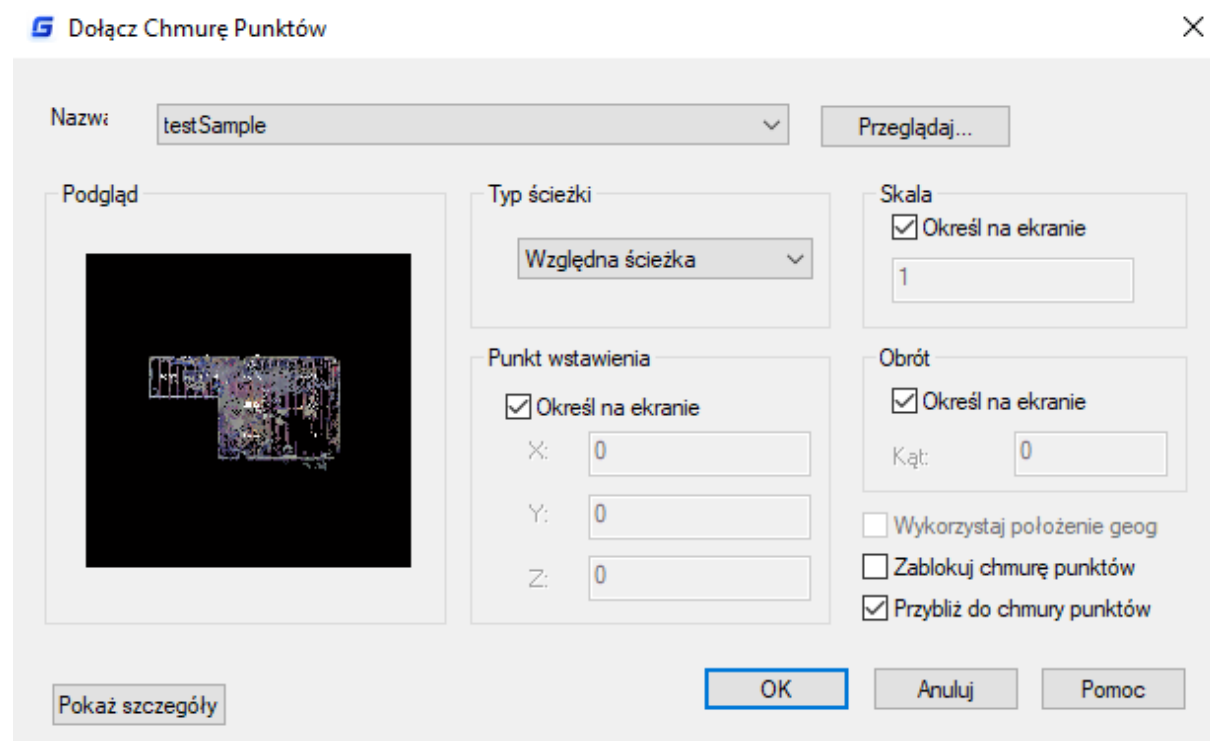 Dołącz Chmurę Punktów
Nazwa
testSample
Przeglądaj...
Podgląd
Typ ścieżki
Względna ścieżka
Skala
Określ na ekranie
1
Punkt wstawienia
Określ na ekranie
X:
0
Y:
0
Z:
0
Obrót
Określ na ekranie
Kąt:
0
Wykorzystaj położenie geog
Zablokuj chmurę punktów
Przybliż do chmury punktów
Pokaż szczegóły
OK
Anuluj
Pomoc